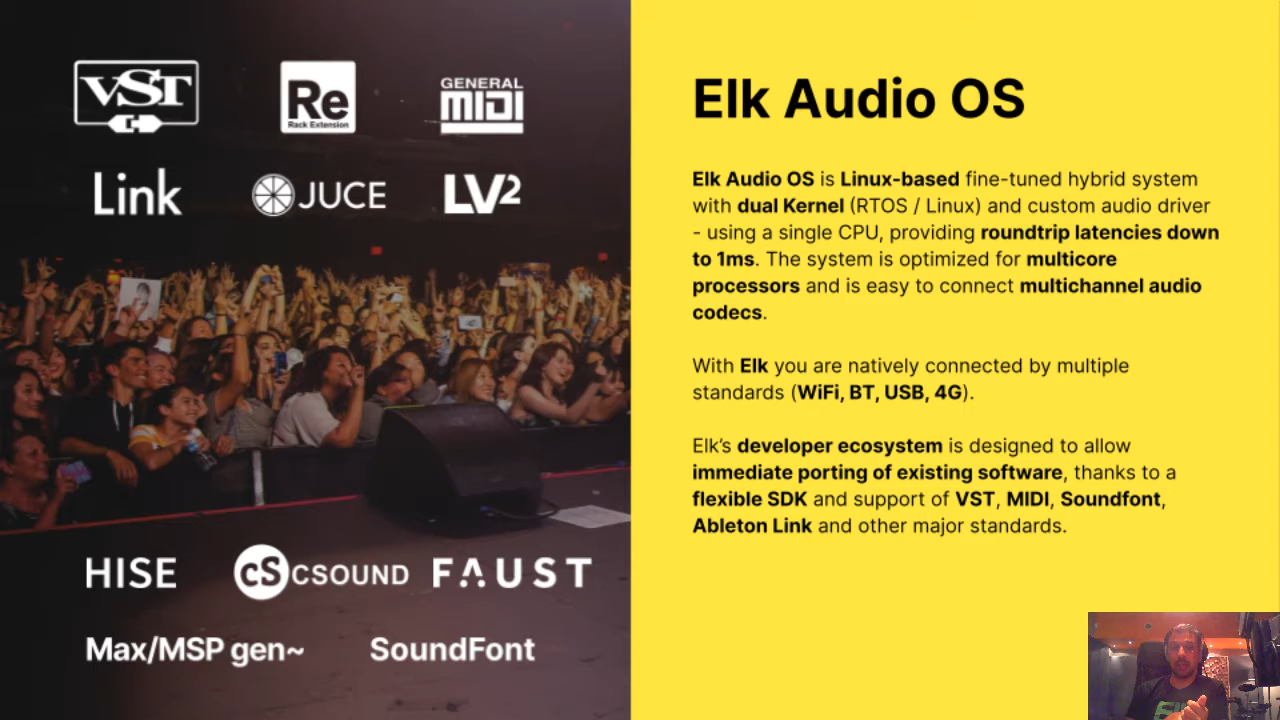 VST
Re
Rack Extension
GENERAL
MIDI
Link
JUCE
LV2
HISE
CS CSOUND
FAUST
Max/MSP gen~
SoundFont
Elk Audio OS
Elk Audio OS is Linux-based fine-tuned hybrid system
with dual Kernel (RTOS / Linux) and custom audio driver
- using a single CPU, providing roundtrip latencies down
to 1ms. The system is optimized for multicore
processors and is easy to connect multichannel audio
codecs.
With Elk you are natively connected by multiple
standards (WiFi, BT, USB, 4G).
Elk’s developer ecosystem is designed to allow
immediate porting of existing software, thanks to a
flexible SDK and support of VST, MIDI, Soundfont,
Ableton Link and other major standards.